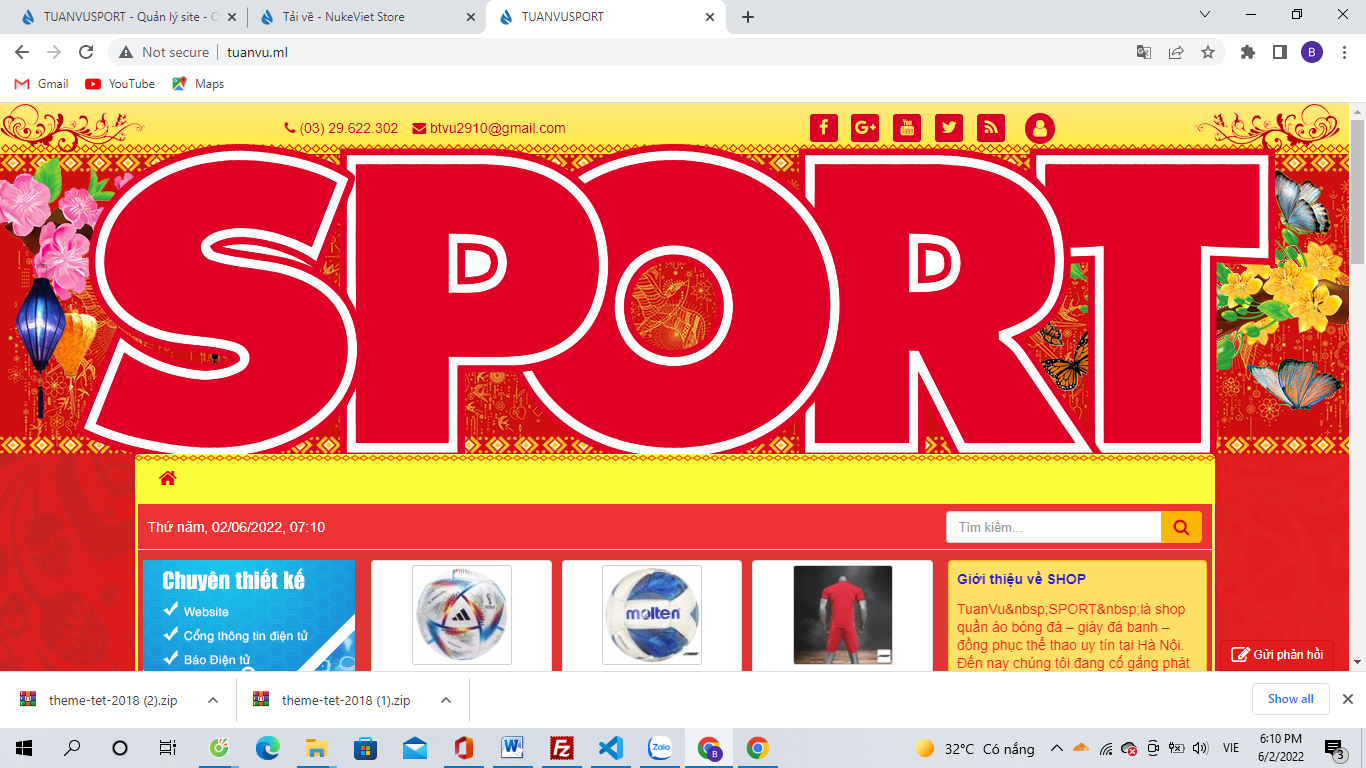 TUANVUSPORT - Quản lý site -
Tải về - NukeViet Store
TUANVUSPORT
Not secure
tuanvu.ml
B
Gmail
YouTube
Maps
(03) 29.622.302
btvu2910@gmail.com
SPORT
Thứ năm, 02/06/2022, 07:10
Tìm kiếm...
Chuyên thiết kế
Website
Cổng thông tin điện tử
Báo Điện tử
molten
Giới thiệu về SHOP
TuanVu&nbsp;SPORT&nbsp;là shop
quần áo bóng đá – giày đá banh –
đồng phục thể thao uy tín tại Hà Nội.
Đến nay chúng tôi đang cố gắng phát
Gửi phản hồi
theme-tet-2018 (2).zip
theme-tet-2018 (1).zip
Show all
Zalo
B
32°C Có nắng
VIE
6:10 PM
6/2/2022
3